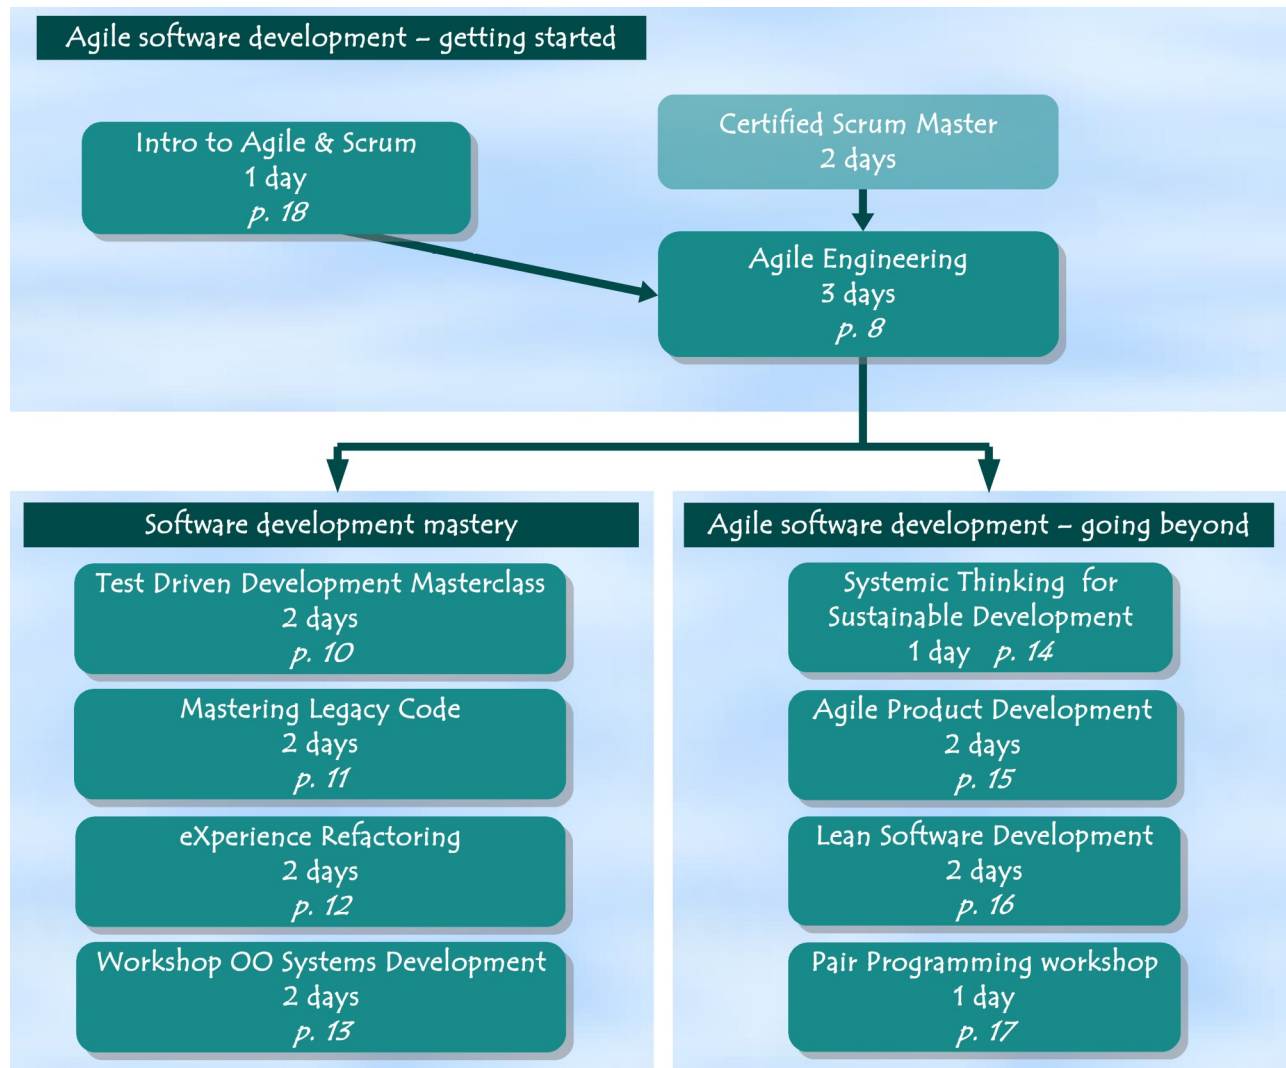 Agile software development – getting started
Intro to Agile & Scrum
1 day
p. 18
Certified Scrum Master
2 days
Agile Engineering
3 days
p. 8
Software development mastery
Test Driven Development Masterclass
2 days
p. 10
Mastering Legacy Code
2 days
p. 11
eXperience Refactoring
2 days
p. 12
Workshop OO Systems Development
2 days
p. 13
Agile software development – going beyond
Systemic Thinking for
Sustainable Development
1 day p. 14
Agile Product Development
2 days
p. 15
Lean Software Development
2 days
p. 16
Pair Programming workshop
1 day
p. 17